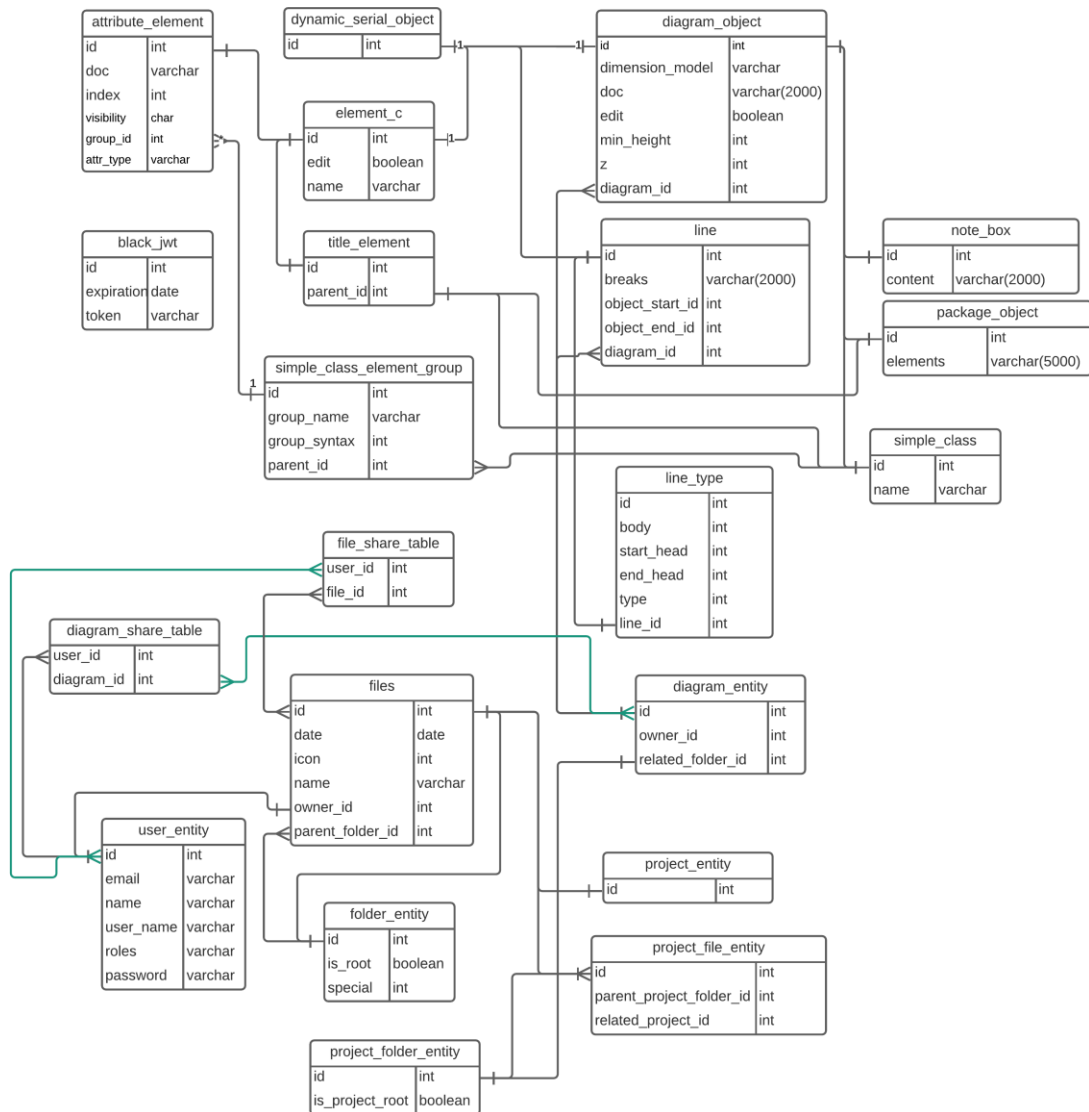 attribute_element
id int
doc varchar
index int
visibility char
group_id int
attr_type varchar
dynamic_serial_object
id int
1
1
diagram_object
id int
dimension_model varchar
doc varchar(2000)
edit boolean
min_height int
z int
diagram_id int
element_c
id int
edit boolean
name varchar
1
black_jwt
id int
expiration date
token varchar
title_element
id int
parent_id int
line
id int
breaks varchar(2000)
object_start_id int
object_end_id int
diagram_id int
note_box
id int
content varchar(2000)
package_object
id int
elements varchar(5000)
simple_class_element_group
1
id int
group_name varchar
group_syntax int
parent_id int
simple_class
id int
name varchar
line_type
id int
body int
start_head int
end_head int
type int
line_id int
file_share_table
user_id int
file_id int
diagram_share_table
user_id int
diagram_id int
files
id int
date date
icon int
name varchar
owner_id int
parent_folder_id int
diagram_entity
id int
owner_id int
related_folder_id int
user_entity
id int
email varchar
name varchar
user_name varchar
roles varchar
password varchar
project_entity
id int
folder_entity
id int
is_root boolean
special int
project_file_entity
id int
parent_project_folder_id int
related_project_id int
project_folder_entity
id int
is_project_root boolean